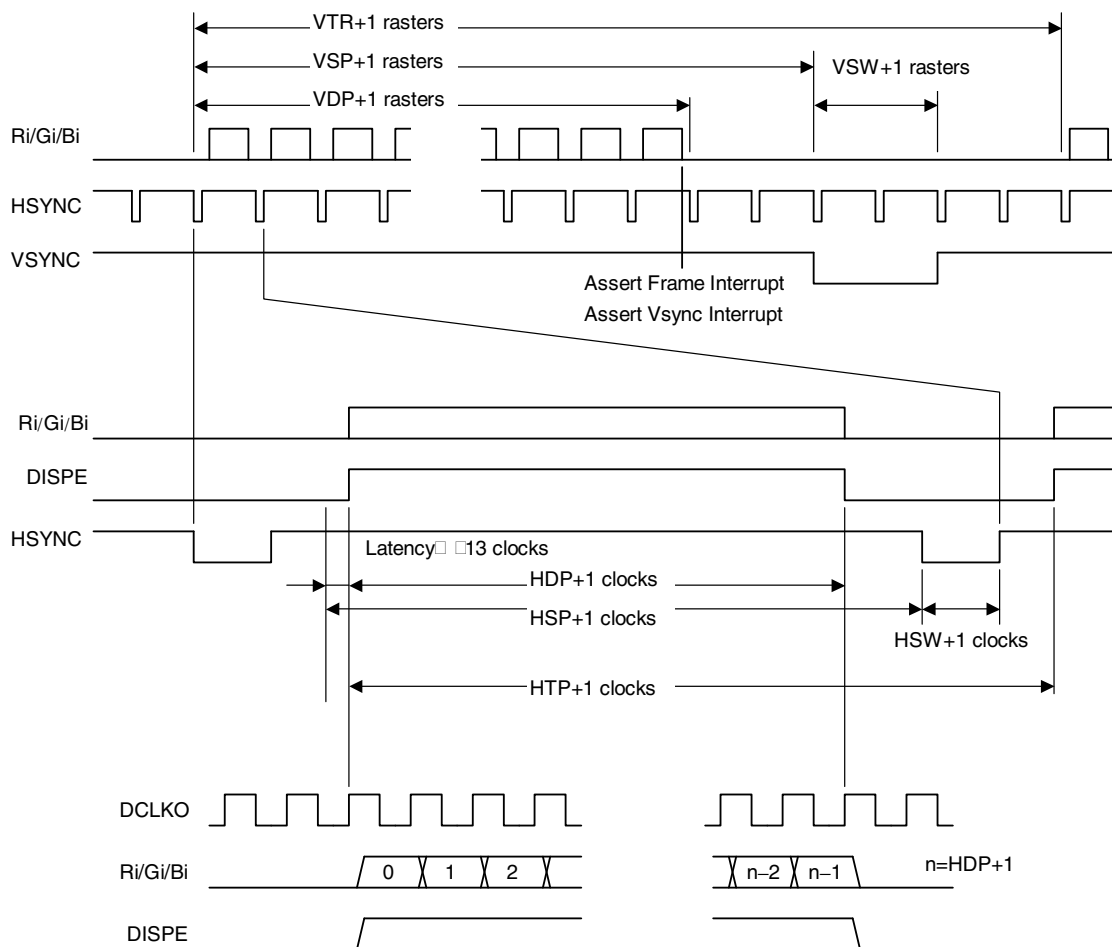 VTR+1 rasters
VSP+1 rasters
VSW+1 rasters
VDP+1 rasters
Ri/Gi/Bi
HSYNC
VSYNC
Assert Frame Interrupt
Assert Vsync Interrupt
Ri/Gi/Bi
DISPE
HSYNC
Latency□ □13 clocks
HDP+1 clocks
HSP+1 clocks
HSW+1 clocks
HTP+1 clocks
DCLKO
Ri/Gi/Bi
0 1 2 n–2 n–1
n=HDP+1
DISPE